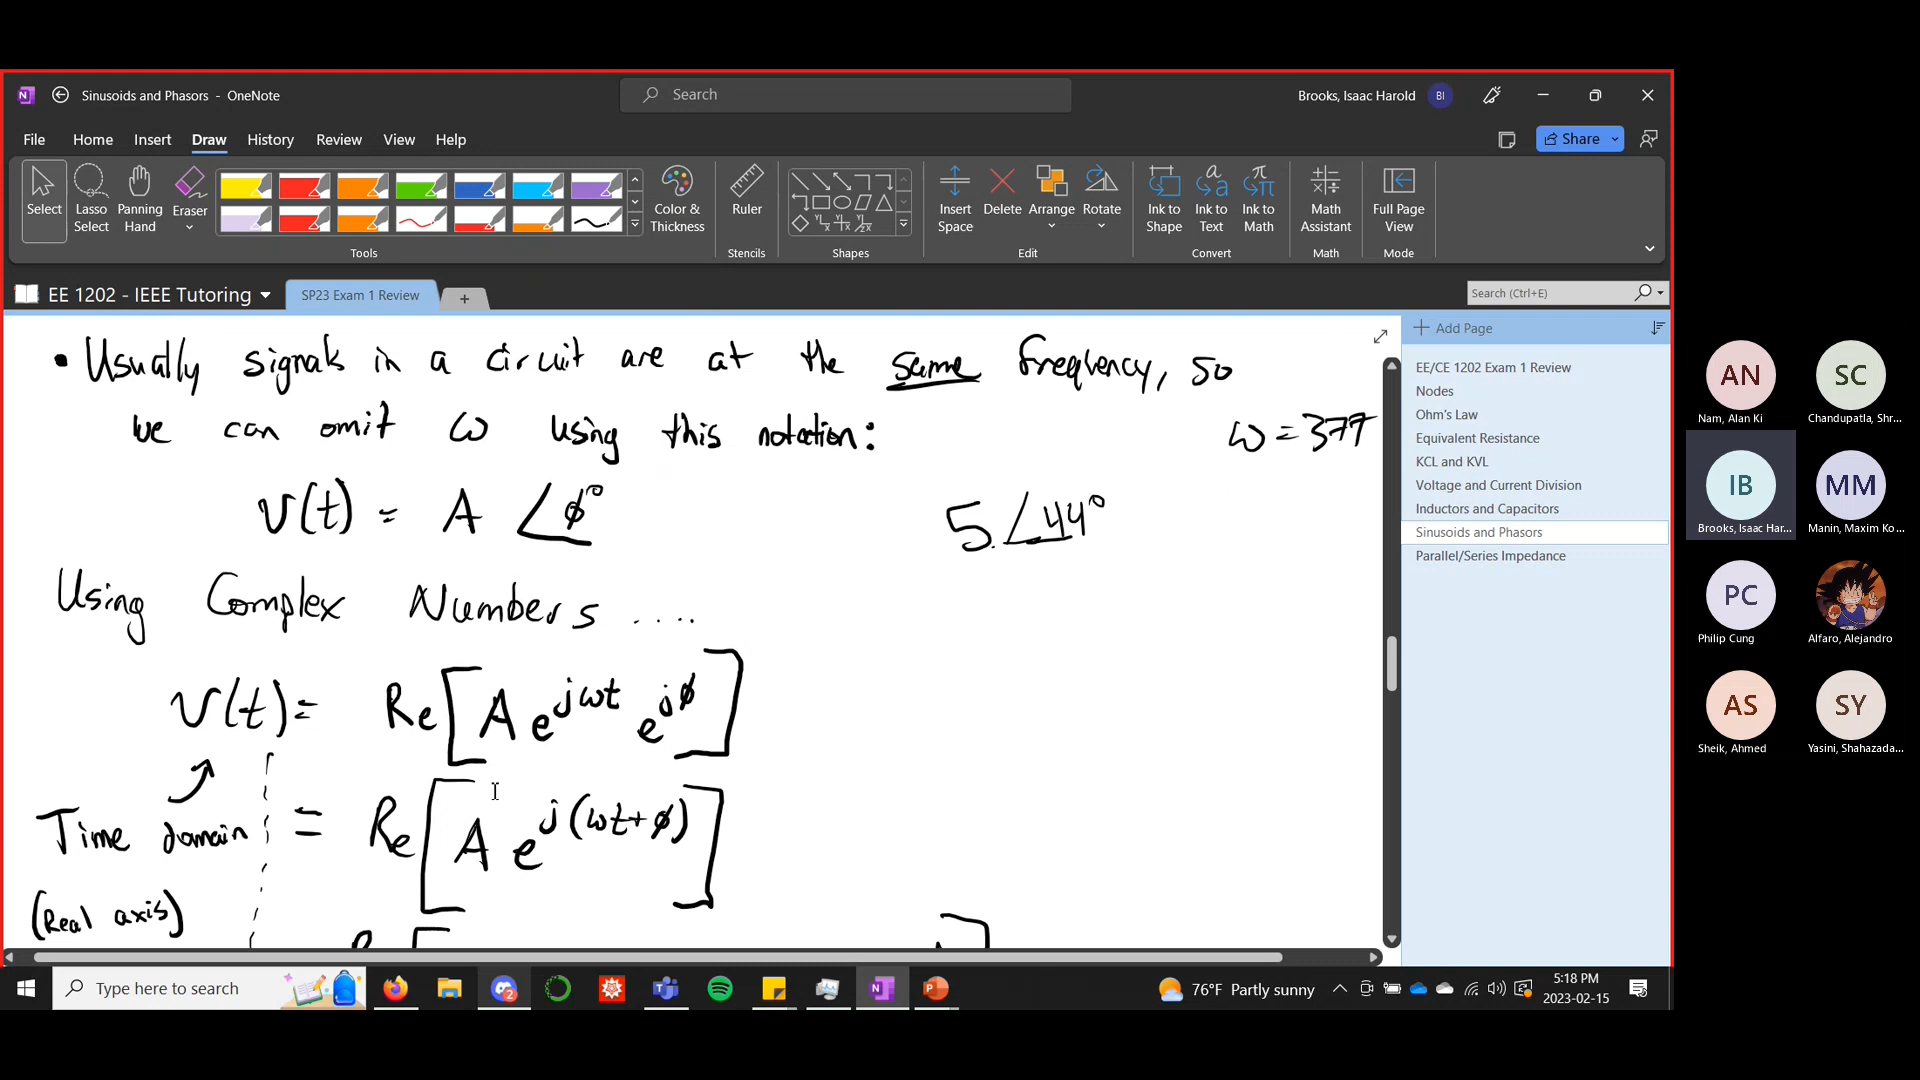 Sinusoids and Phasors - OneNote
Search
Brooks, Isaac Harold
BI
File Home Insert Draw History Review View Help
Share
Select
Lasso Select
Panning Hand
Eraser
Color & Thickness
Ruler
Insert Space
Delete
Arrange
Rotate
Ink to Shape
Ink to Text
Ink to Math
Math Assistant
Full Page View
Tools
Stencils
Shapes
Edit
Convert
Math
Mode
EE 1202 - IEEE Tutoring
SP23 Exam 1 Review
+
Search (Ctrl+E)
• Usually signals in a circuit are at the same frequency, so
we can omit ω using this notation:
ω = 377
v(t) = A ∠ϕ°
5 ∠44°
Using Complex Numbers ....
v(t) = Re[A e^jωt e^jϕ]
Time domain
= Re[A e^j(ωt+ϕ)]
(Real axis)
Add Page
EE/CE 1202 Exam 1 Review
Nodes
Ohm's Law
Equivalent Resistance
KCL and KVL
Voltage and Current Division
Inductors and Capacitors
Sinusoids and Phasors
Parallel/Series Impedance
AN
Nam, Alan Ki
SC
Chandupatla, Shr...
IB
Brooks, Isaac Har...
MM
Manin, Maxim Ko...
PC
Philip Cung
Alfaro, Alejandro
AS
Sheik, Ahmed
SY
Yasini, Shahazada...
Type here to search
76°F Partly sunny
5:18 PM
2023-02-15